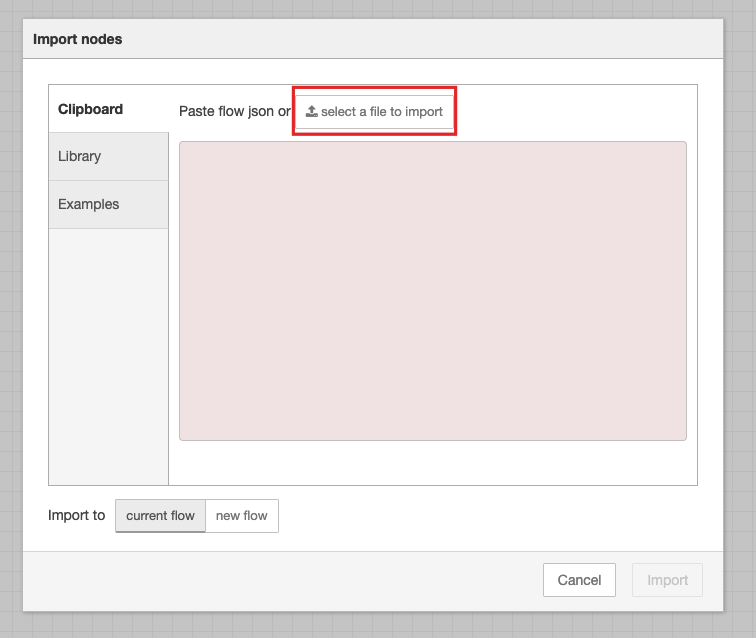 Import nodes
Clipboard
Paste flow json or select a file to import
Library
Examples
Import to current flow new flow
Cancel Import